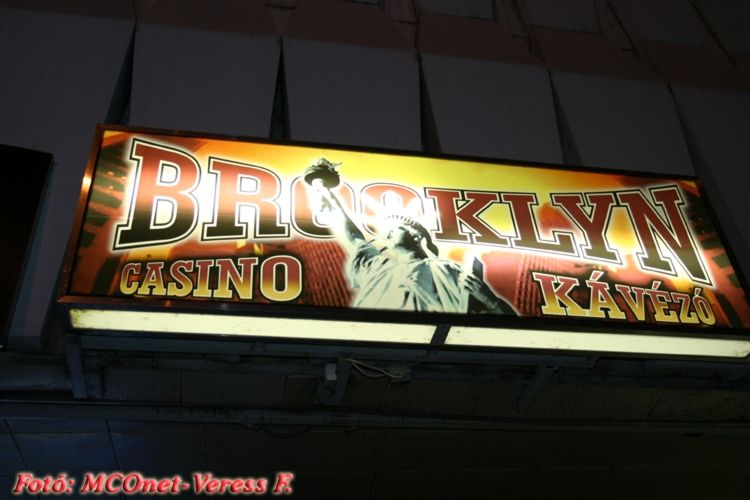 BROOKLYN
CASINO KÁVÉZÓ
Fotó: MCOnet-Veress F.